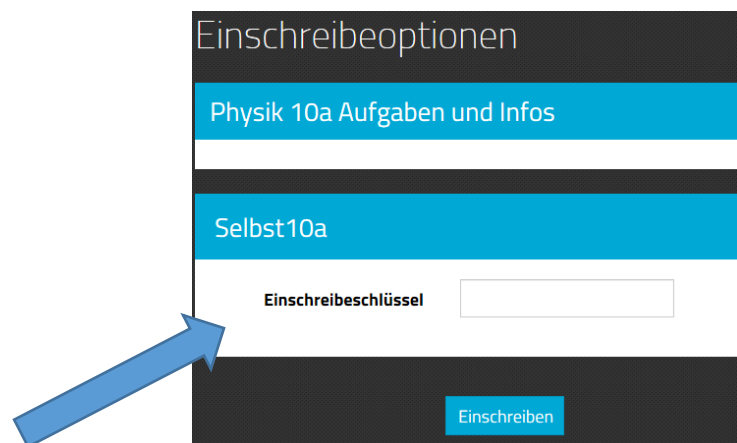 Einschreibeoptionen
Physik 10a Aufgaben und Infos
Selbst10a
Einschreibeschlüssel
Einschreiben